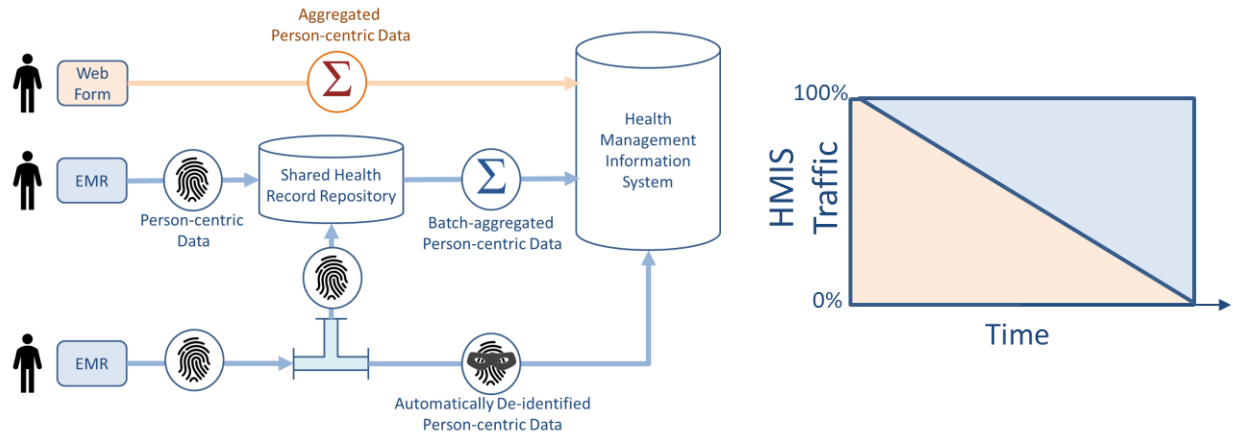 Aggregated
Person-centric Data
Web
Form
Σ
Health
Management
Information
System
EMR
Shared Health
Record Repository
Σ
Person-centric
Data
Batch-aggregated
Person-centric Data
EMR
Automatically De-identified
Person-centric Data
100%
HMIS
Traffic
0%
Time